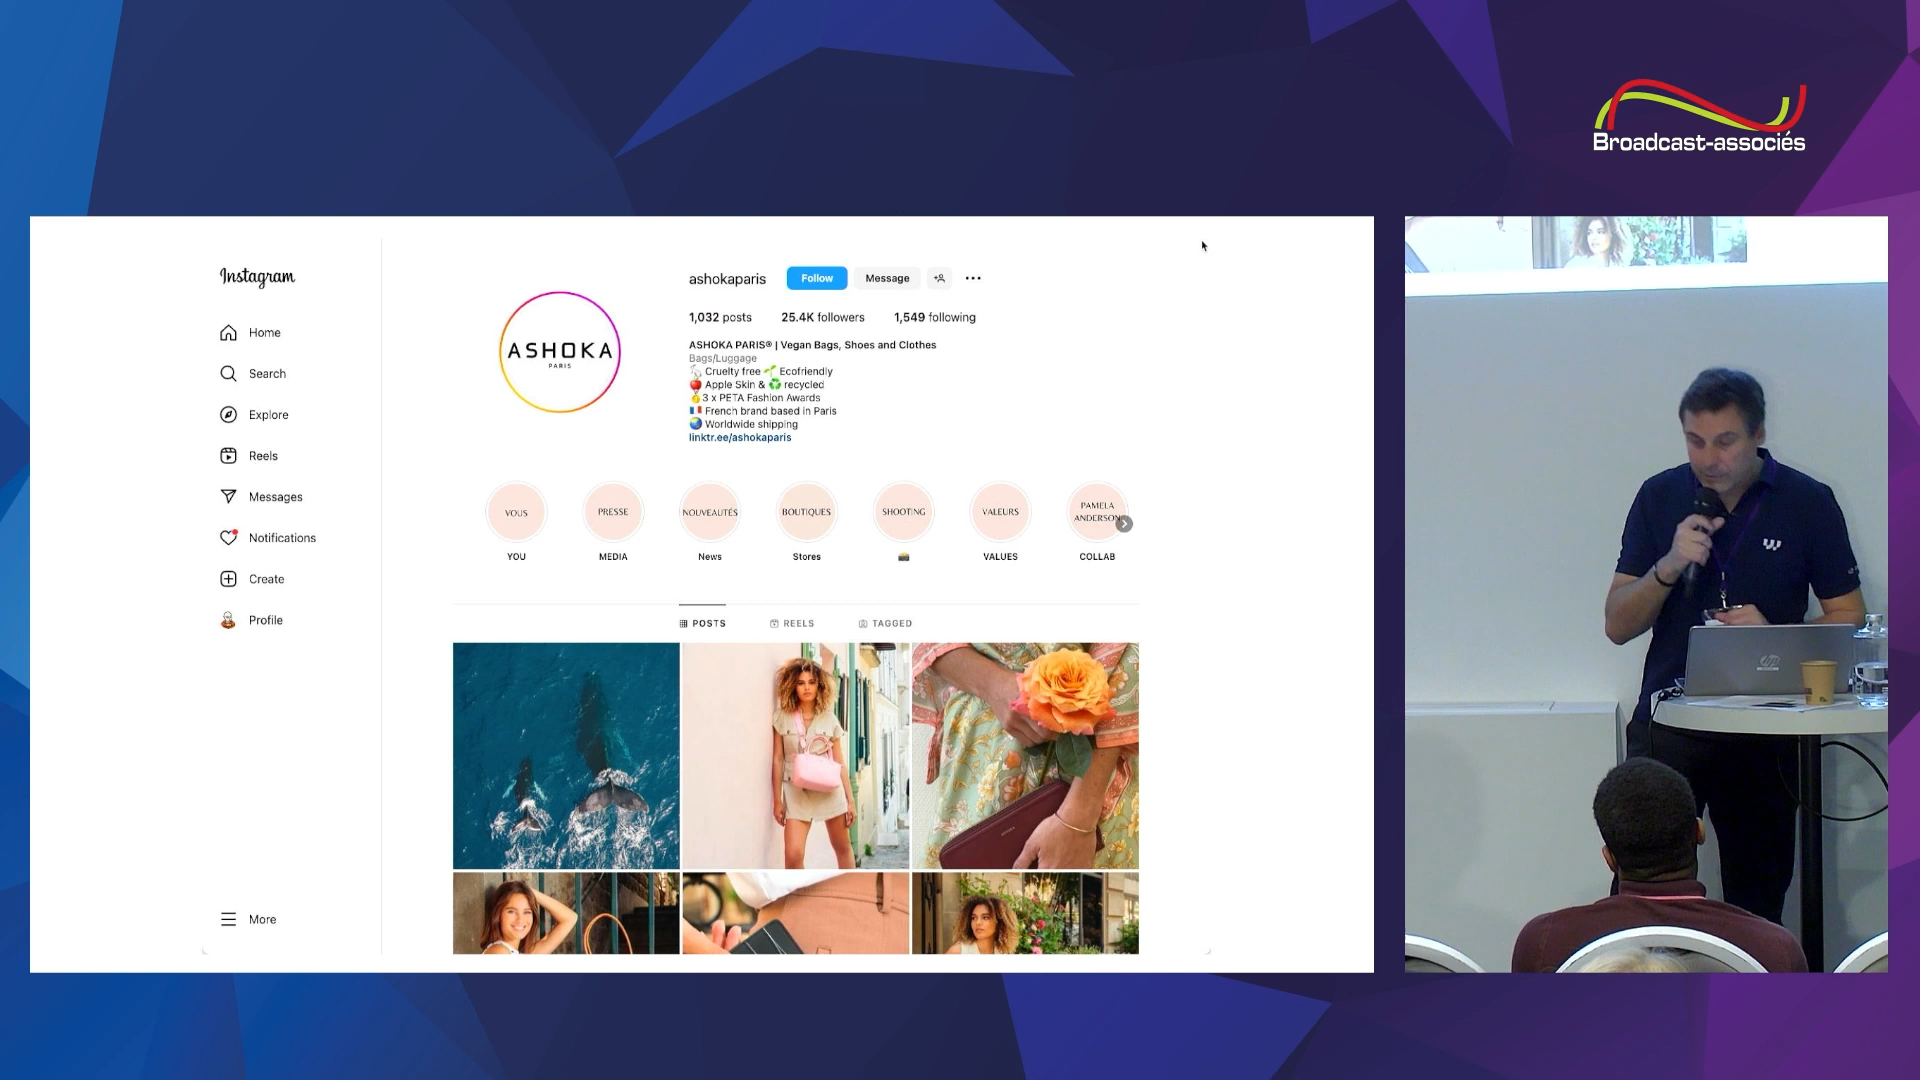 Broadcast-associés
Instagram
Home
Search
Explore
Reels
Messages
Notifications
Create
Profile
More
ASHOKA
PARIS
ashokaparis
Follow
Message
1,032 posts 25.4K followers 1,549 following
ASHOKA PARIS® | Vegan Bags, Shoes and Clothes
Bags/Luggage
🐇 Cruelty free 🌱 Ecofriendly
🍎 Apple Skin & ♻️ recycled
🥇3 x PETA Fashion Awards
🇫🇷 French brand based in Paris
🌏 Worldwide shipping
linktr.ee/ashokaparis
VOUS
PRESSE
NOUVEAUTÉS
BOUTIQUES
SHOOTING
VALEURS
PAMELA
ANDERSON
YOU
MEDIA
News
Stores
VALUES
COLLAB
POSTS
REELS
TAGGED
hp